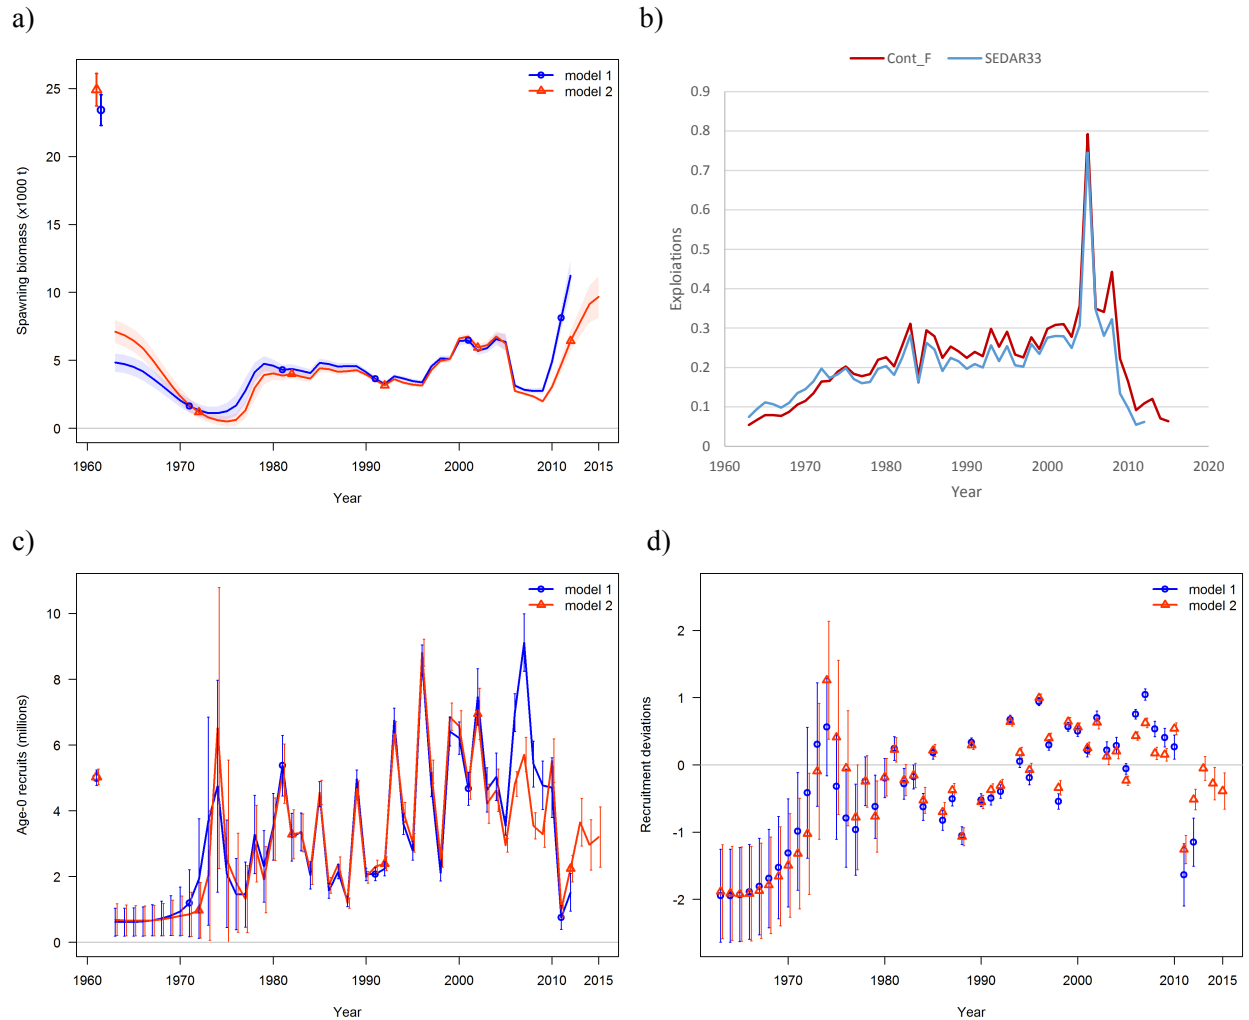 a)
model 1
model 2
Spawning biomass (x1000 t)
25
20
15
10
5
0
1960 1970 1980 1990 2000 2010 2015
Year
b)
Cont_F SEDAR33
Exploiations
0.9
0.8
0.7
0.6
0.5
0.4
0.3
0.2
0.1
0
1960 1970 1980 1990 2000 2010 2020
Year
c)
model 1
model 2
Age-0 recruits (millions)
10
8
6
4
2
0
1960 1970 1980 1990 2000 2010 2015
Year
d)
model 1
model 2
Recruitment deviations
2
1
0
-1
-2
1970 1980 1990 2000 2010 2015
Year